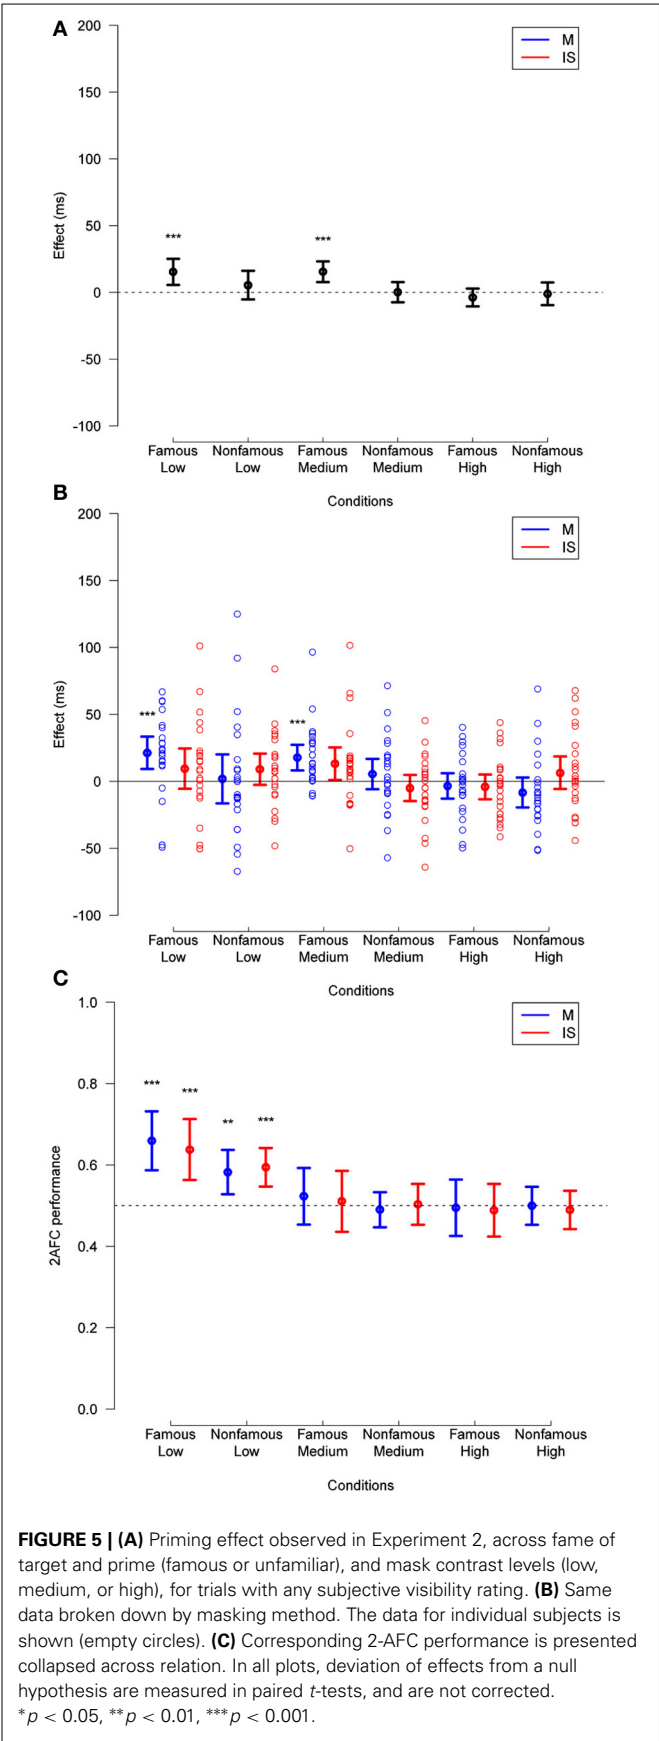 A
200
150
100
50
0
-50
-100
Effect (ms)
M
IS
***
***
Famous Low
Nonfamous Low
Famous Medium
Nonfamous Medium
Famous High
Nonfamous High
Conditions
B
200
150
100
50
0
-50
-100
Effect (ms)
M
IS
***
***
Famous Low
Nonfamous Low
Famous Medium
Nonfamous Medium
Famous High
Nonfamous High
Conditions
C
1.0
0.8
0.6
0.4
0.2
0.0
2AFC performance
M
IS
***
***
**
***
Famous Low
Nonfamous Low
Famous Medium
Nonfamous Medium
Famous High
Nonfamous High
Conditions
FIGURE 5 | (A) Priming effect observed in Experiment 2, across fame of
target and prime (famous or unfamiliar), and mask contrast levels (low,
medium, or high), for trials with any subjective visibility rating. (B) Same
data broken down by masking method. The data for individual subjects is
shown (empty circles). (C) Corresponding 2-AFC performance is presented
collapsed across relation. In all plots, deviation of effects from a null
hypothesis are measured in paired t-tests, and are not corrected.
*p < 0.05, **p < 0.01, ***p < 0.001.